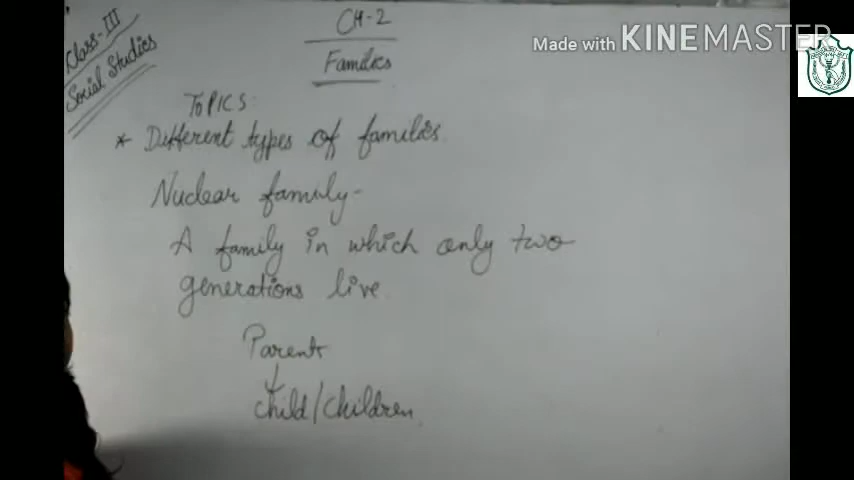 Class-III
Social Studies
CH-2
Families
Made with KINEMASTER
TOPICS:
* Different types of families.
Nuclear family-
A family in which only two
generations live.
Parents
↓
child/children.